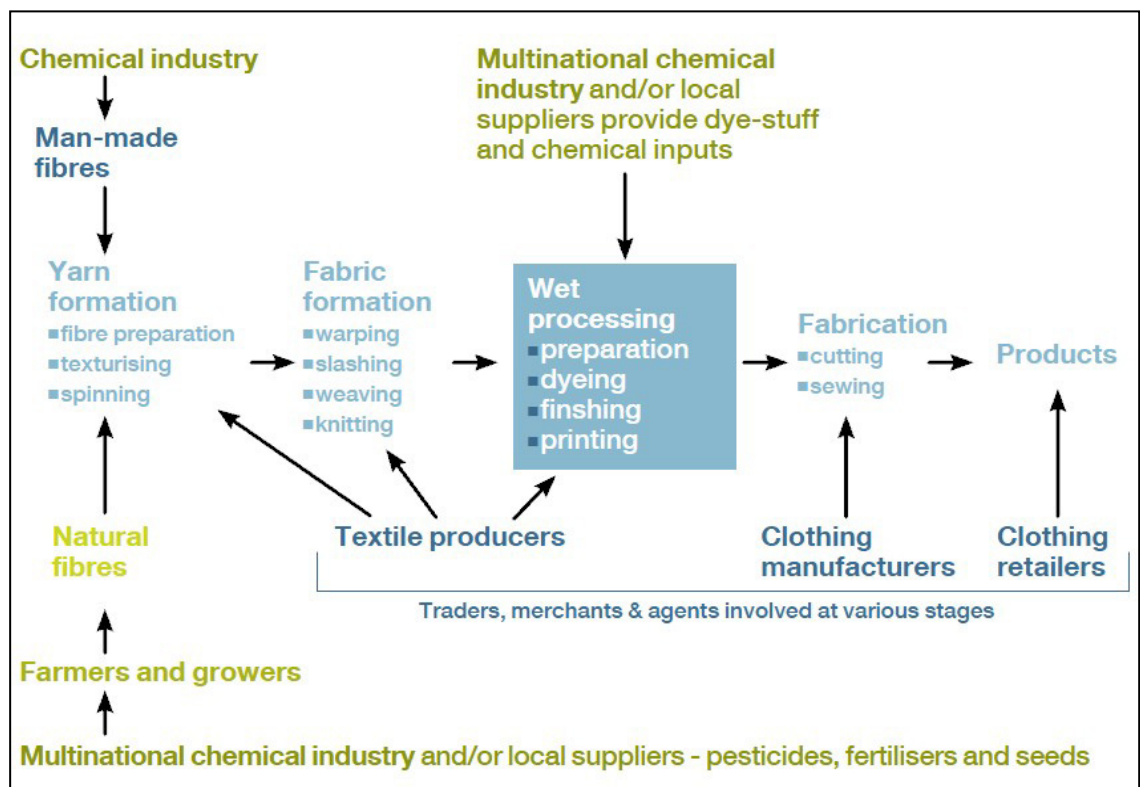 Chemical industry
Man-made
fibres
Multinational chemical
industry and/or local
suppliers provide dye-stuff
and chemical inputs
Yarn
formation
▪fibre preparation
▪texturising
▪spinning
Fabric
formation
▪warping
▪slashing
▪weaving
▪knitting
Wet
processing
▪preparation
▪dyeing
▪finshing
▪printing
Fabrication
▪cutting
▪sewing
Products
Natural
fibres
Textile producers
Clothing
manufacturers
Clothing
retailers
Traders, merchants & agents involved at various stages
Farmers and growers
Multinational chemical industry and/or local suppliers - pesticides, fertilisers and seeds